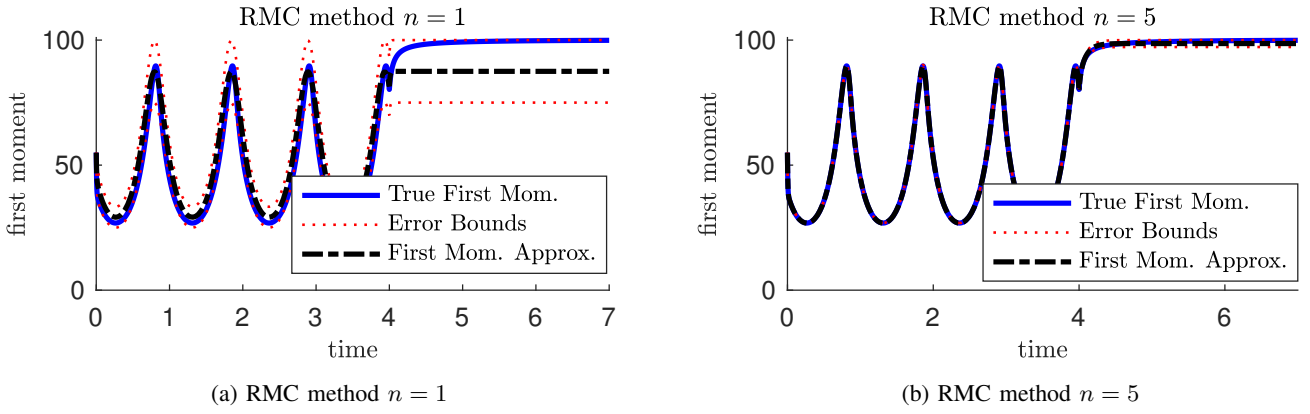 RMC method n = 1
100
50
0
first moment
True First Mom.
Error Bounds
First Mom. Approx.
0 1 2 3 4 5 6 7
time
(a) RMC method n = 1
RMC method n = 5
100
50
0
first moment
True First Mom.
Error Bounds
First Mom. Approx.
0 2 4 6
time
(b) RMC method n = 5